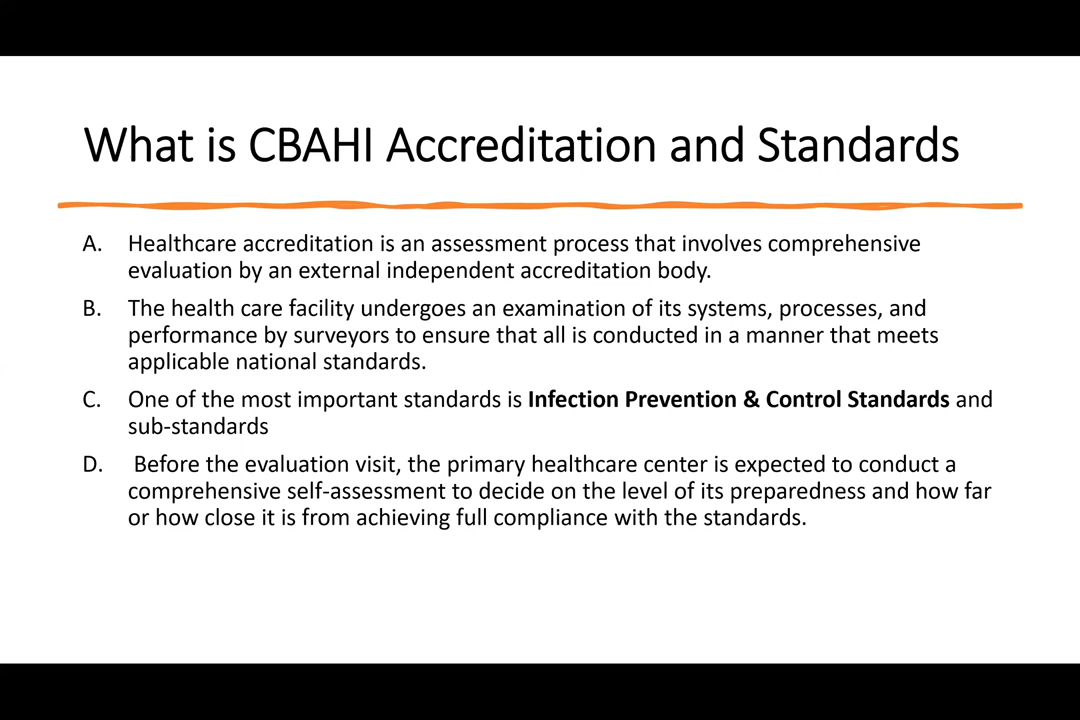 What is CBAHI Accreditation and Standards
A. Healthcare accreditation is an assessment process that involves comprehensive
evaluation by an external independent accreditation body.
B. The health care facility undergoes an examination of its systems, processes, and
performance by surveyors to ensure that all is conducted in a manner that meets
applicable national standards.
C. One of the most important standards is Infection Prevention & Control Standards and
sub-standards
D. Before the evaluation visit, the primary healthcare center is expected to conduct a
comprehensive self-assessment to decide on the level of its preparedness and how far
or how close it is from achieving full compliance with the standards.